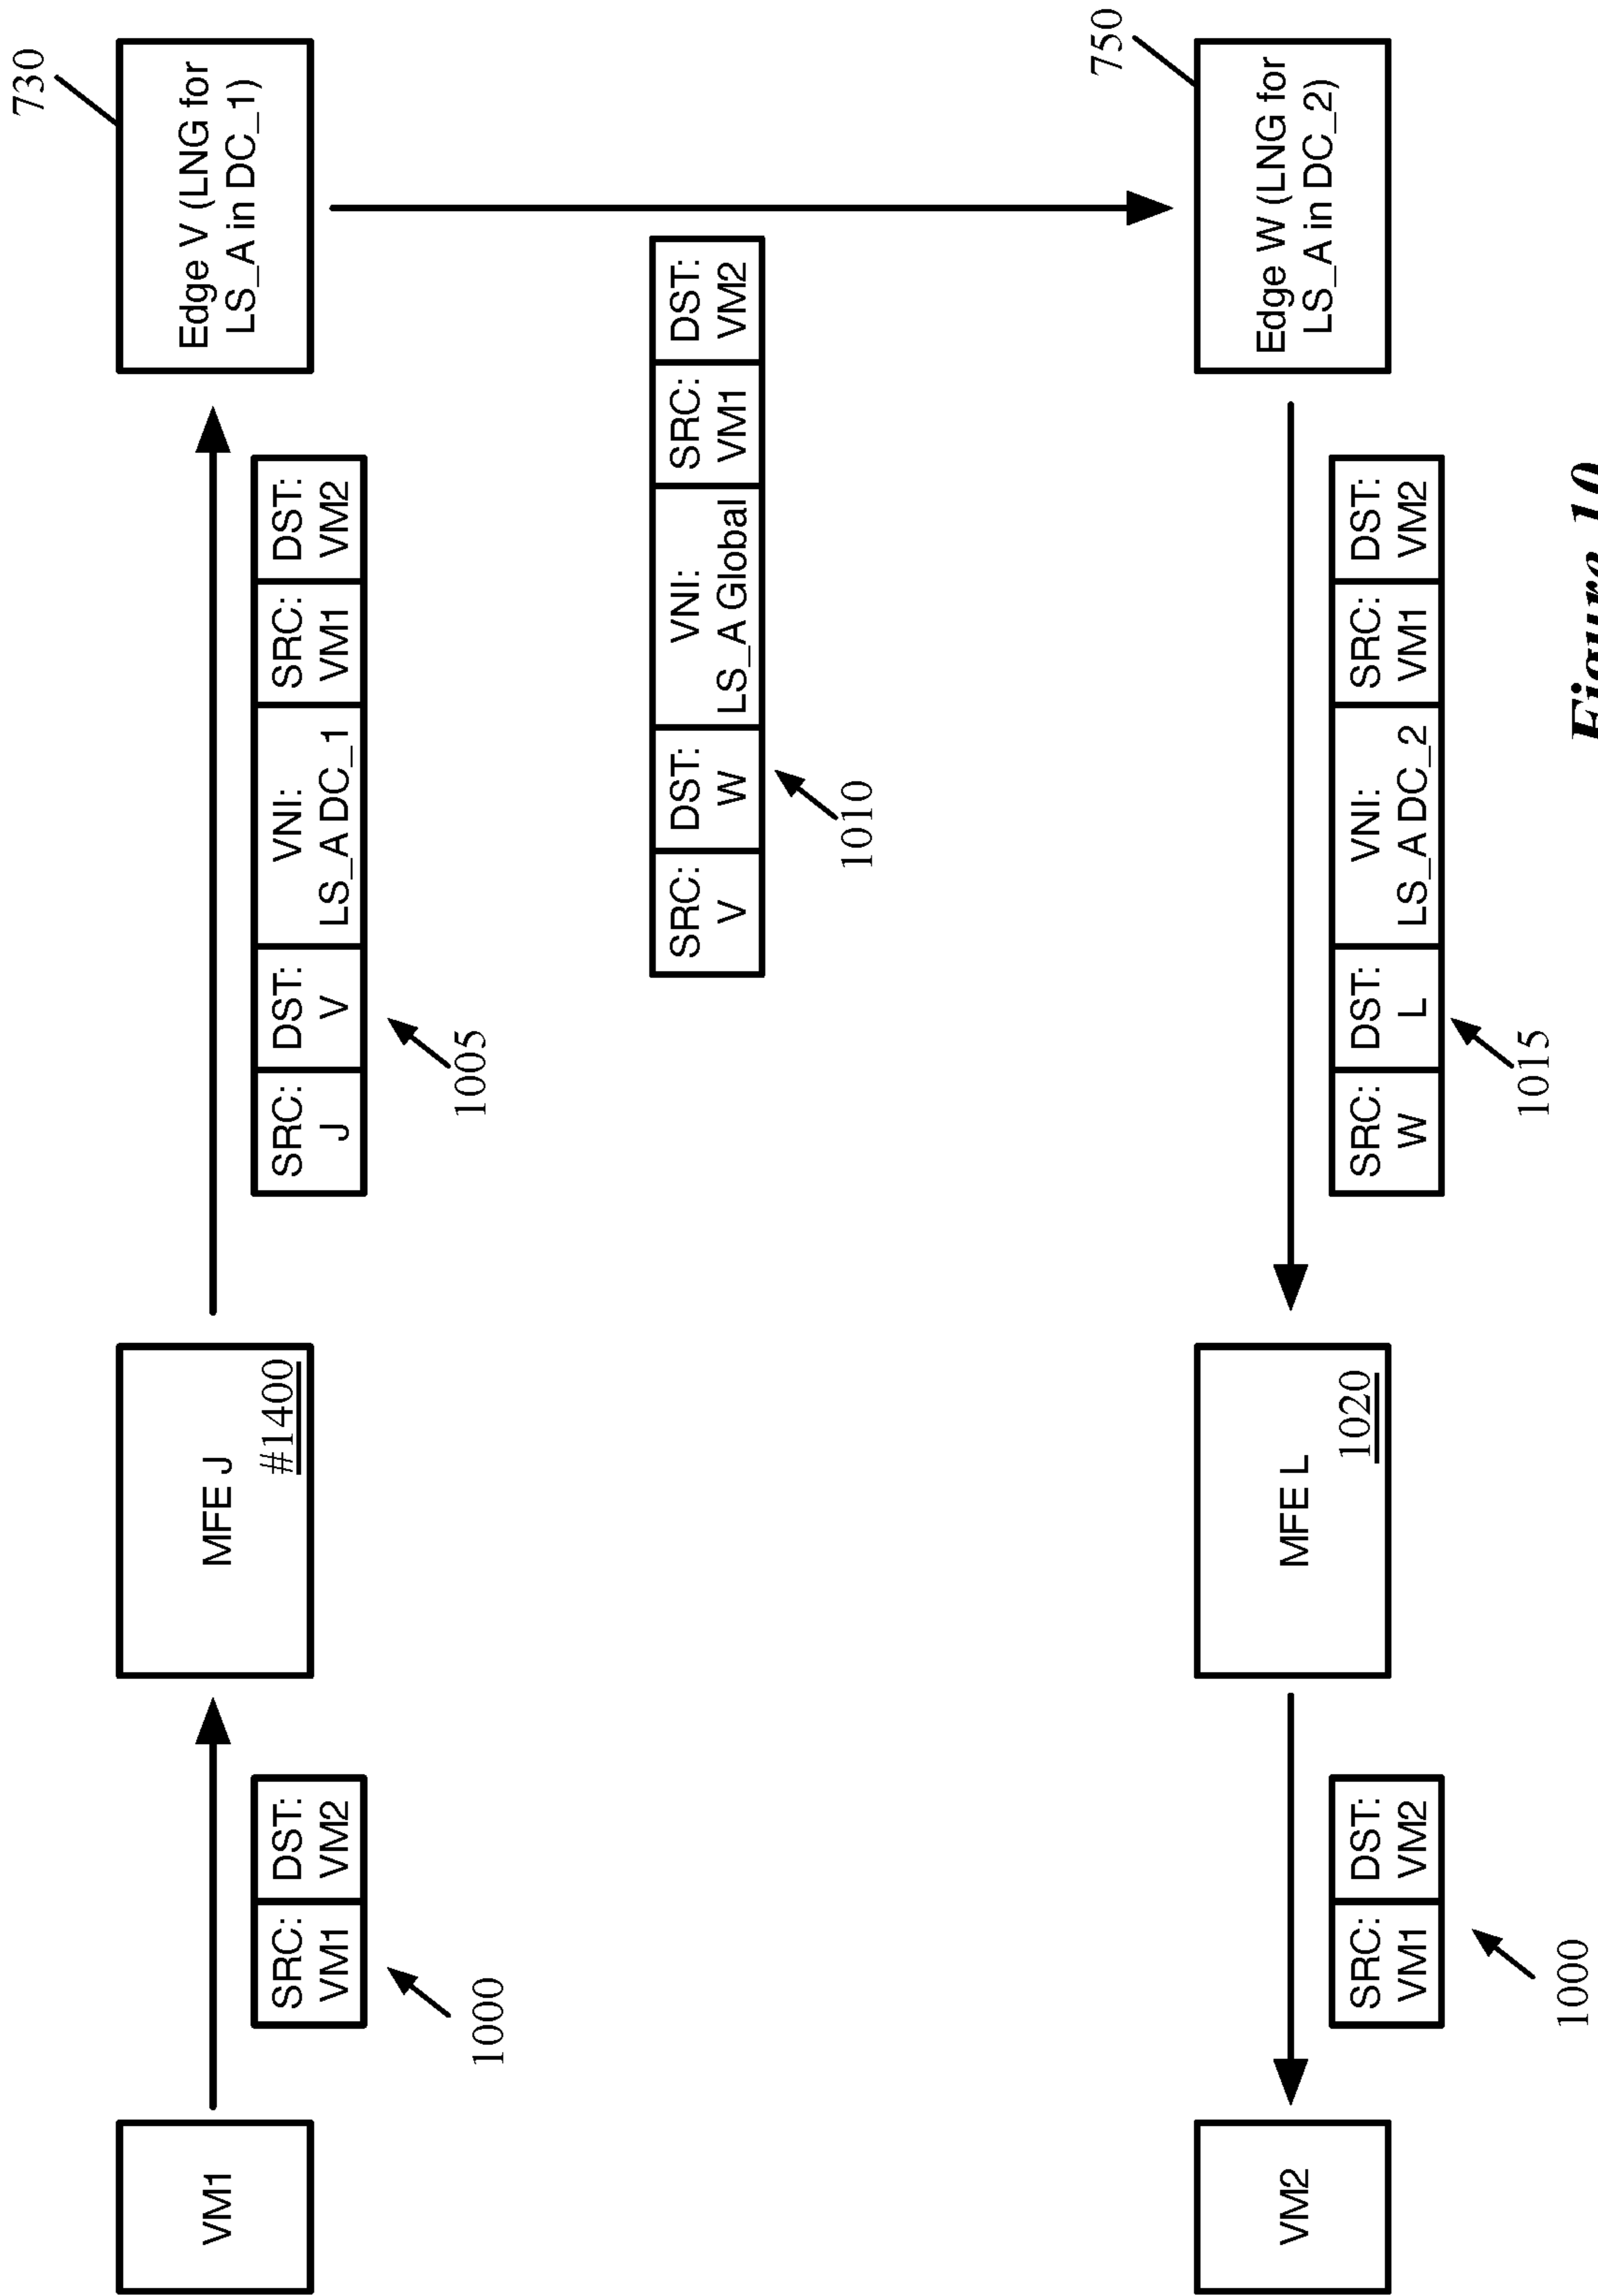 730
VM1
MFE J
#1400
Edge V (LNG for
LS_A in DC_1)
SRC:
VM1
DST:
VM2
1000
SRC:
J
DST:
V
VNI:
LS_A DC_1
SRC:
VM1
DST:
VM2
1005
SRC:
V
DST:
W
VNI:
LS_A Global
SRC:
VM1
DST:
VM2
1010
750
VM2
MFE L
1020
Edge W (LNG for
LS_A in DC_2)
SRC:
VM1
DST:
VM2
1000
SRC:
W
DST:
L
VNI:
LS_A DC_2
SRC:
VM1
DST:
VM2
1015
Figure 10